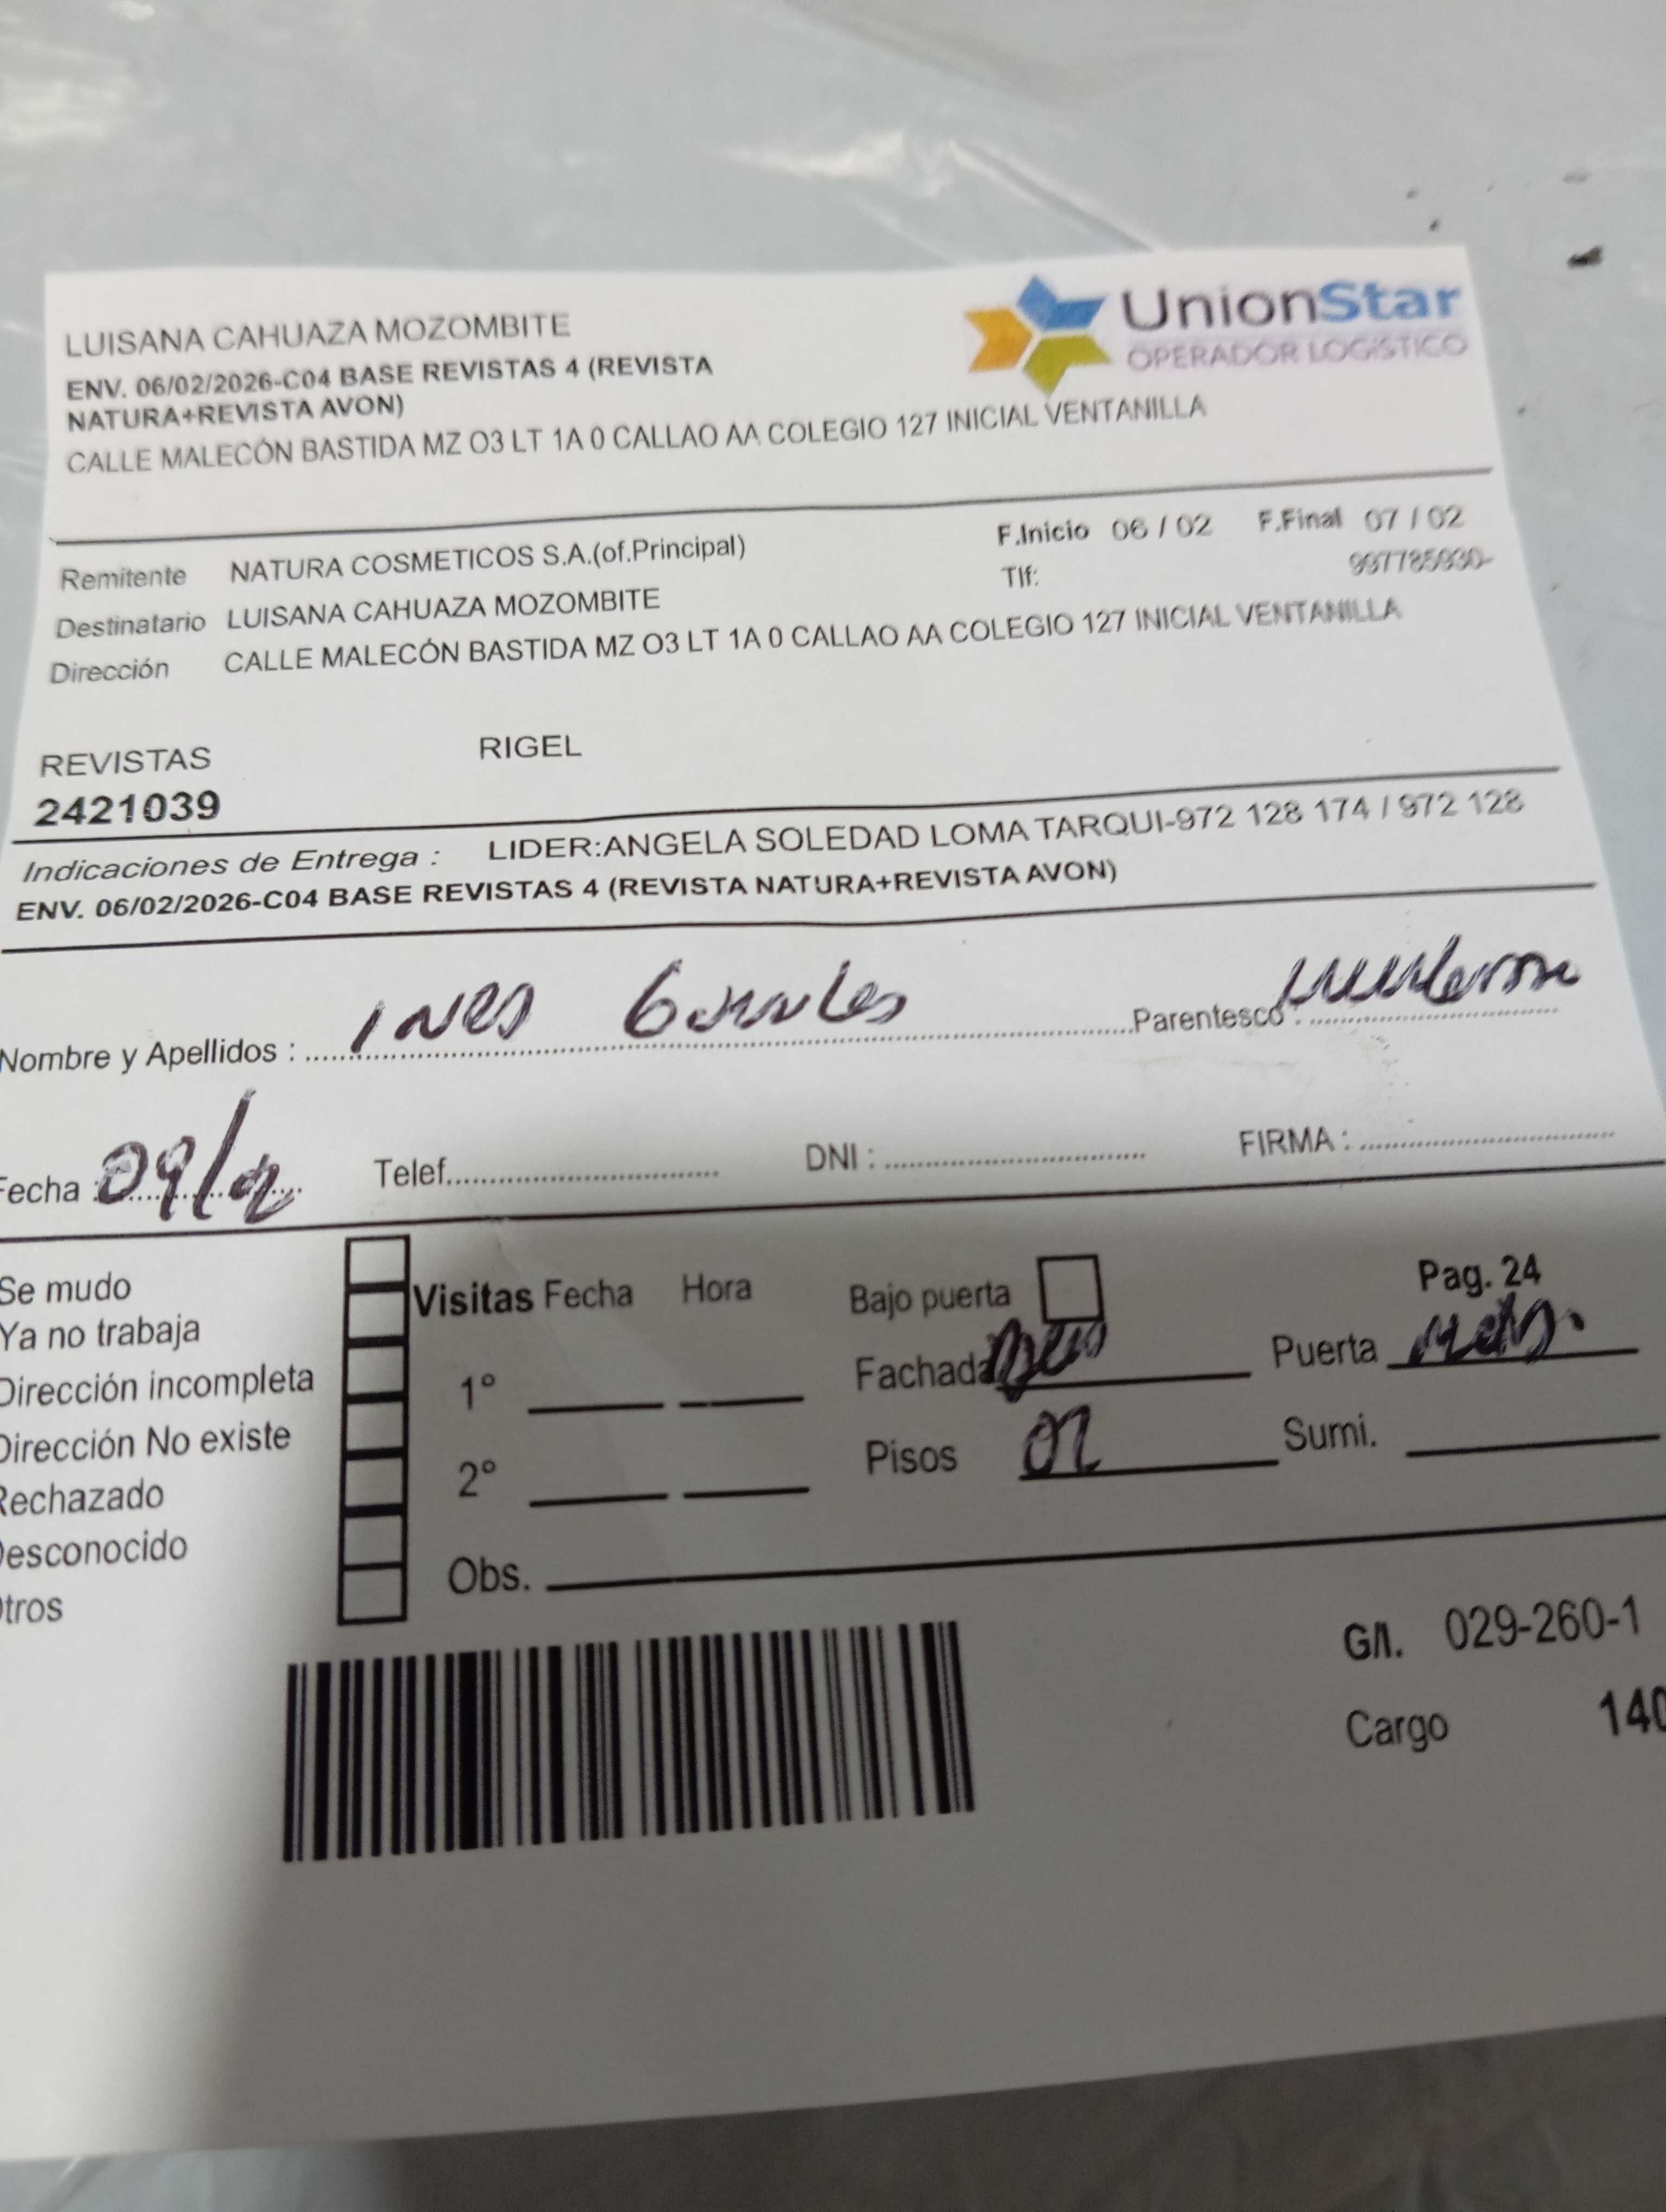 LUISANA CAHUAZA MOZOMBITE
UnionStar
OPERADOR LOGÍSTICO
ENV. 06/02/2026-C04 BASE REVISTAS 4 (REVISTA
NATURA+REVISTA AVON)
CALLE MALECÓN BASTIDA MZ O3 LT 1A 0 CALLAO AA COLEGIO 127 INICIAL VENTANILLA
Remitente NATURA COSMETICOS S.A.(of.Principal) F.Inicio 06 / 02 F.Final 07 / 02
Destinatario LUISANA CAHUAZA MOZOMBITE Tlf:
Dirección CALLE MALECÓN BASTIDA MZ O3 LT 1A 0 CALLAO AA COLEGIO 127 INICIAL VENTANILLA
REVISTAS RIGEL
2421039
Indicaciones de Entrega : LIDER:ANGELA SOLEDAD LOMA TARQUI-972 128 174 / 972 128
ENV. 06/02/2026-C04 BASE REVISTAS 4 (REVISTA NATURA+REVISTA AVON)
Nombre y Apellidos : INES Parentesco :
Fecha : 09/2 Telef. DNI : FIRMA :
Se mudo
Ya no trabaja
Dirección incompleta
Dirección No existe
Rechazado
Desconocido
Otros
Visitas Fecha Hora
1°
2°
Obs.
Bajo puerta Pag. 24
Fachada Puerta
Pisos 02 Sumi.
G/I. 029-260-1
Cargo 140